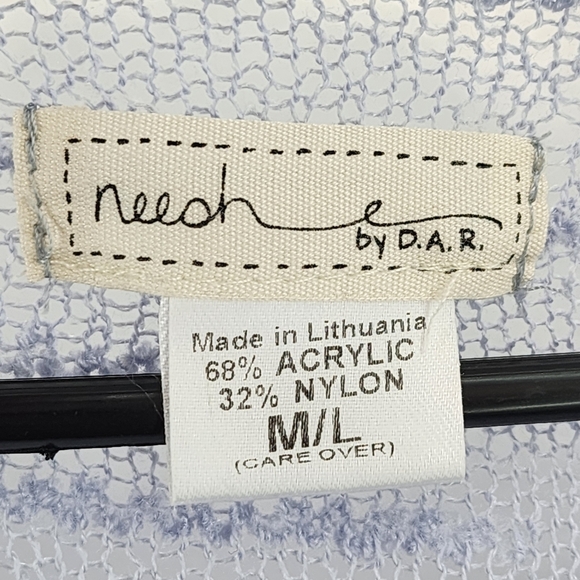 neesh
by D.A.R.
Made in Lithuania
68% ACRYLIC
32% NYLON
M/L
(CARE OVER)